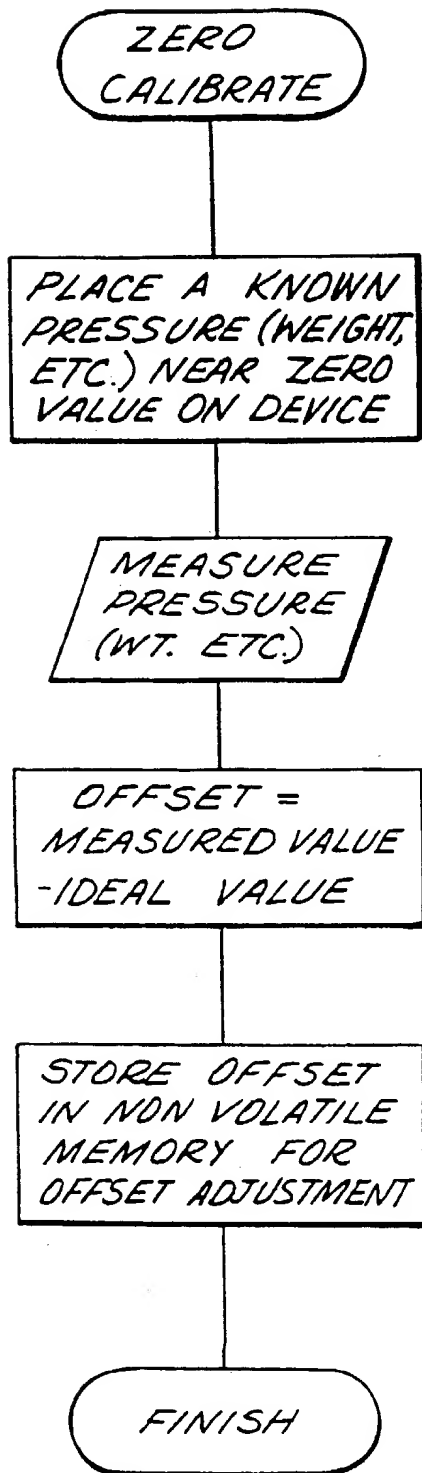 ZERO
CALIBRATE
PLACE A KNOWN
PRESSURE (WEIGHT,
ETC.) NEAR ZERO
VALUE ON DEVICE
MEASURE
PRESSURE
(WT. ETC.)
OFFSET =
MEASURED VALUE
-IDEAL VALUE
STORE OFFSET
IN NON VOLATILE
MEMORY FOR
OFFSET ADJUSTMENT
FINISH